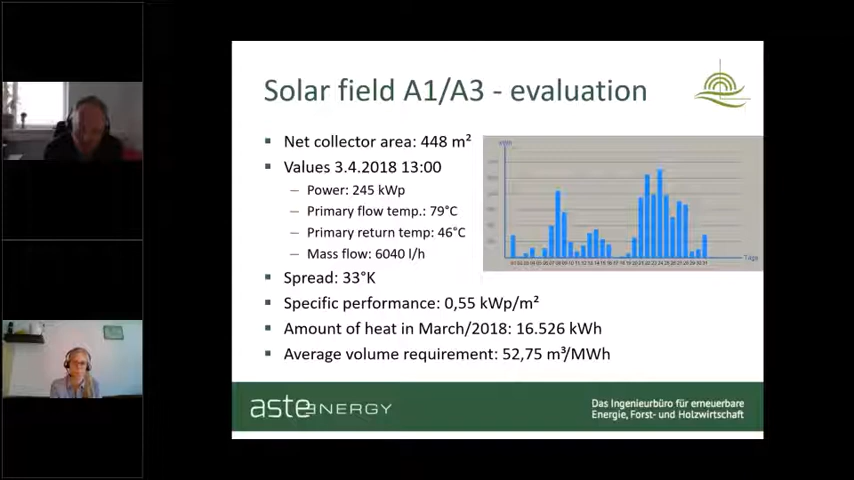 Solar field A1/A3 - evaluation
Net collector area: 448 m²
Values 3.4.2018 13:00
– Power: 245 kWp
– Primary flow temp.: 79°C
– Primary return temp: 46°C
– Mass flow: 6040 l/h
Spread: 33°K
Specific performance: 0,55 kWp/m²
Amount of heat in March/2018: 16.526 kWh
Average volume requirement: 52,75 m³/MWh
Tage
aste ENERGY
Das Ingenieurbüro für erneuerbare
Energie, Forst- und Holzwirtschaft